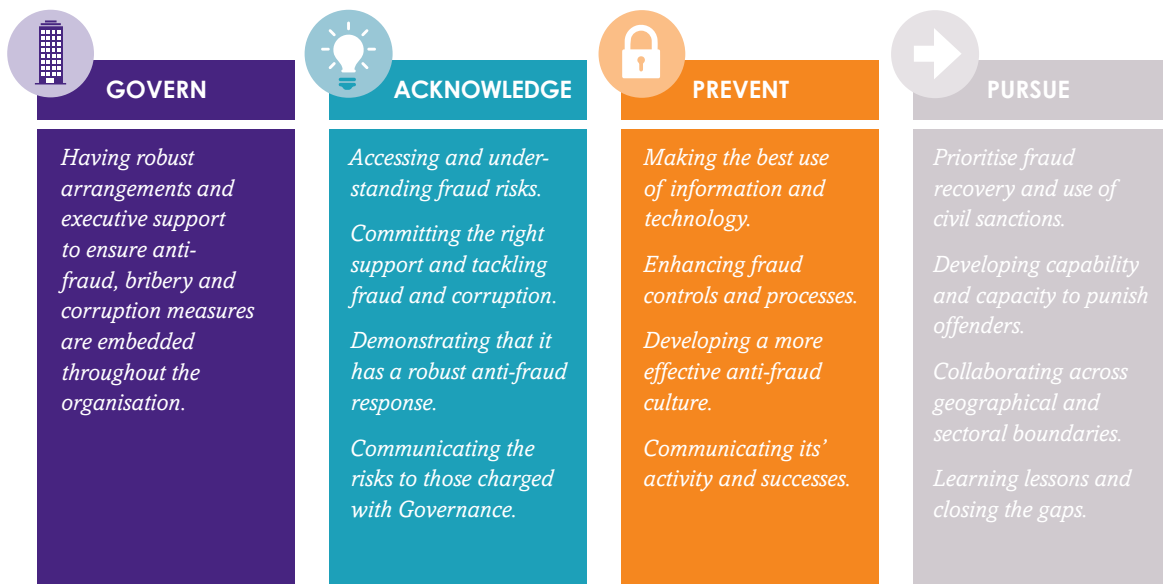 GOVERN
Having robust
arrangements and
executive support
to ensure anti-
fraud, bribery and
corruption measures
are embedded
throughout the
organisation.
ACKNOWLEDGE
Accessing and under-
standing fraud risks.
Committing the right
support and tackling
fraud and corruption.
Demonstrating that it
has a robust anti-fraud
response.
Communicating the
risks to those charged
with Governance.
PREVENT
Making the best use
of information and
technology.
Enhancing fraud
controls and processes.
Developing a more
effective anti-fraud
culture.
Communicating its’
activity and successes.
PURSUE
Prioritise fraud
recovery and use of
civil sanctions.
Developing capability
and capacity to punish
offenders.
Collaborating across
geographical and
sectoral boundaries.
Learning lessons and
closing the gaps.